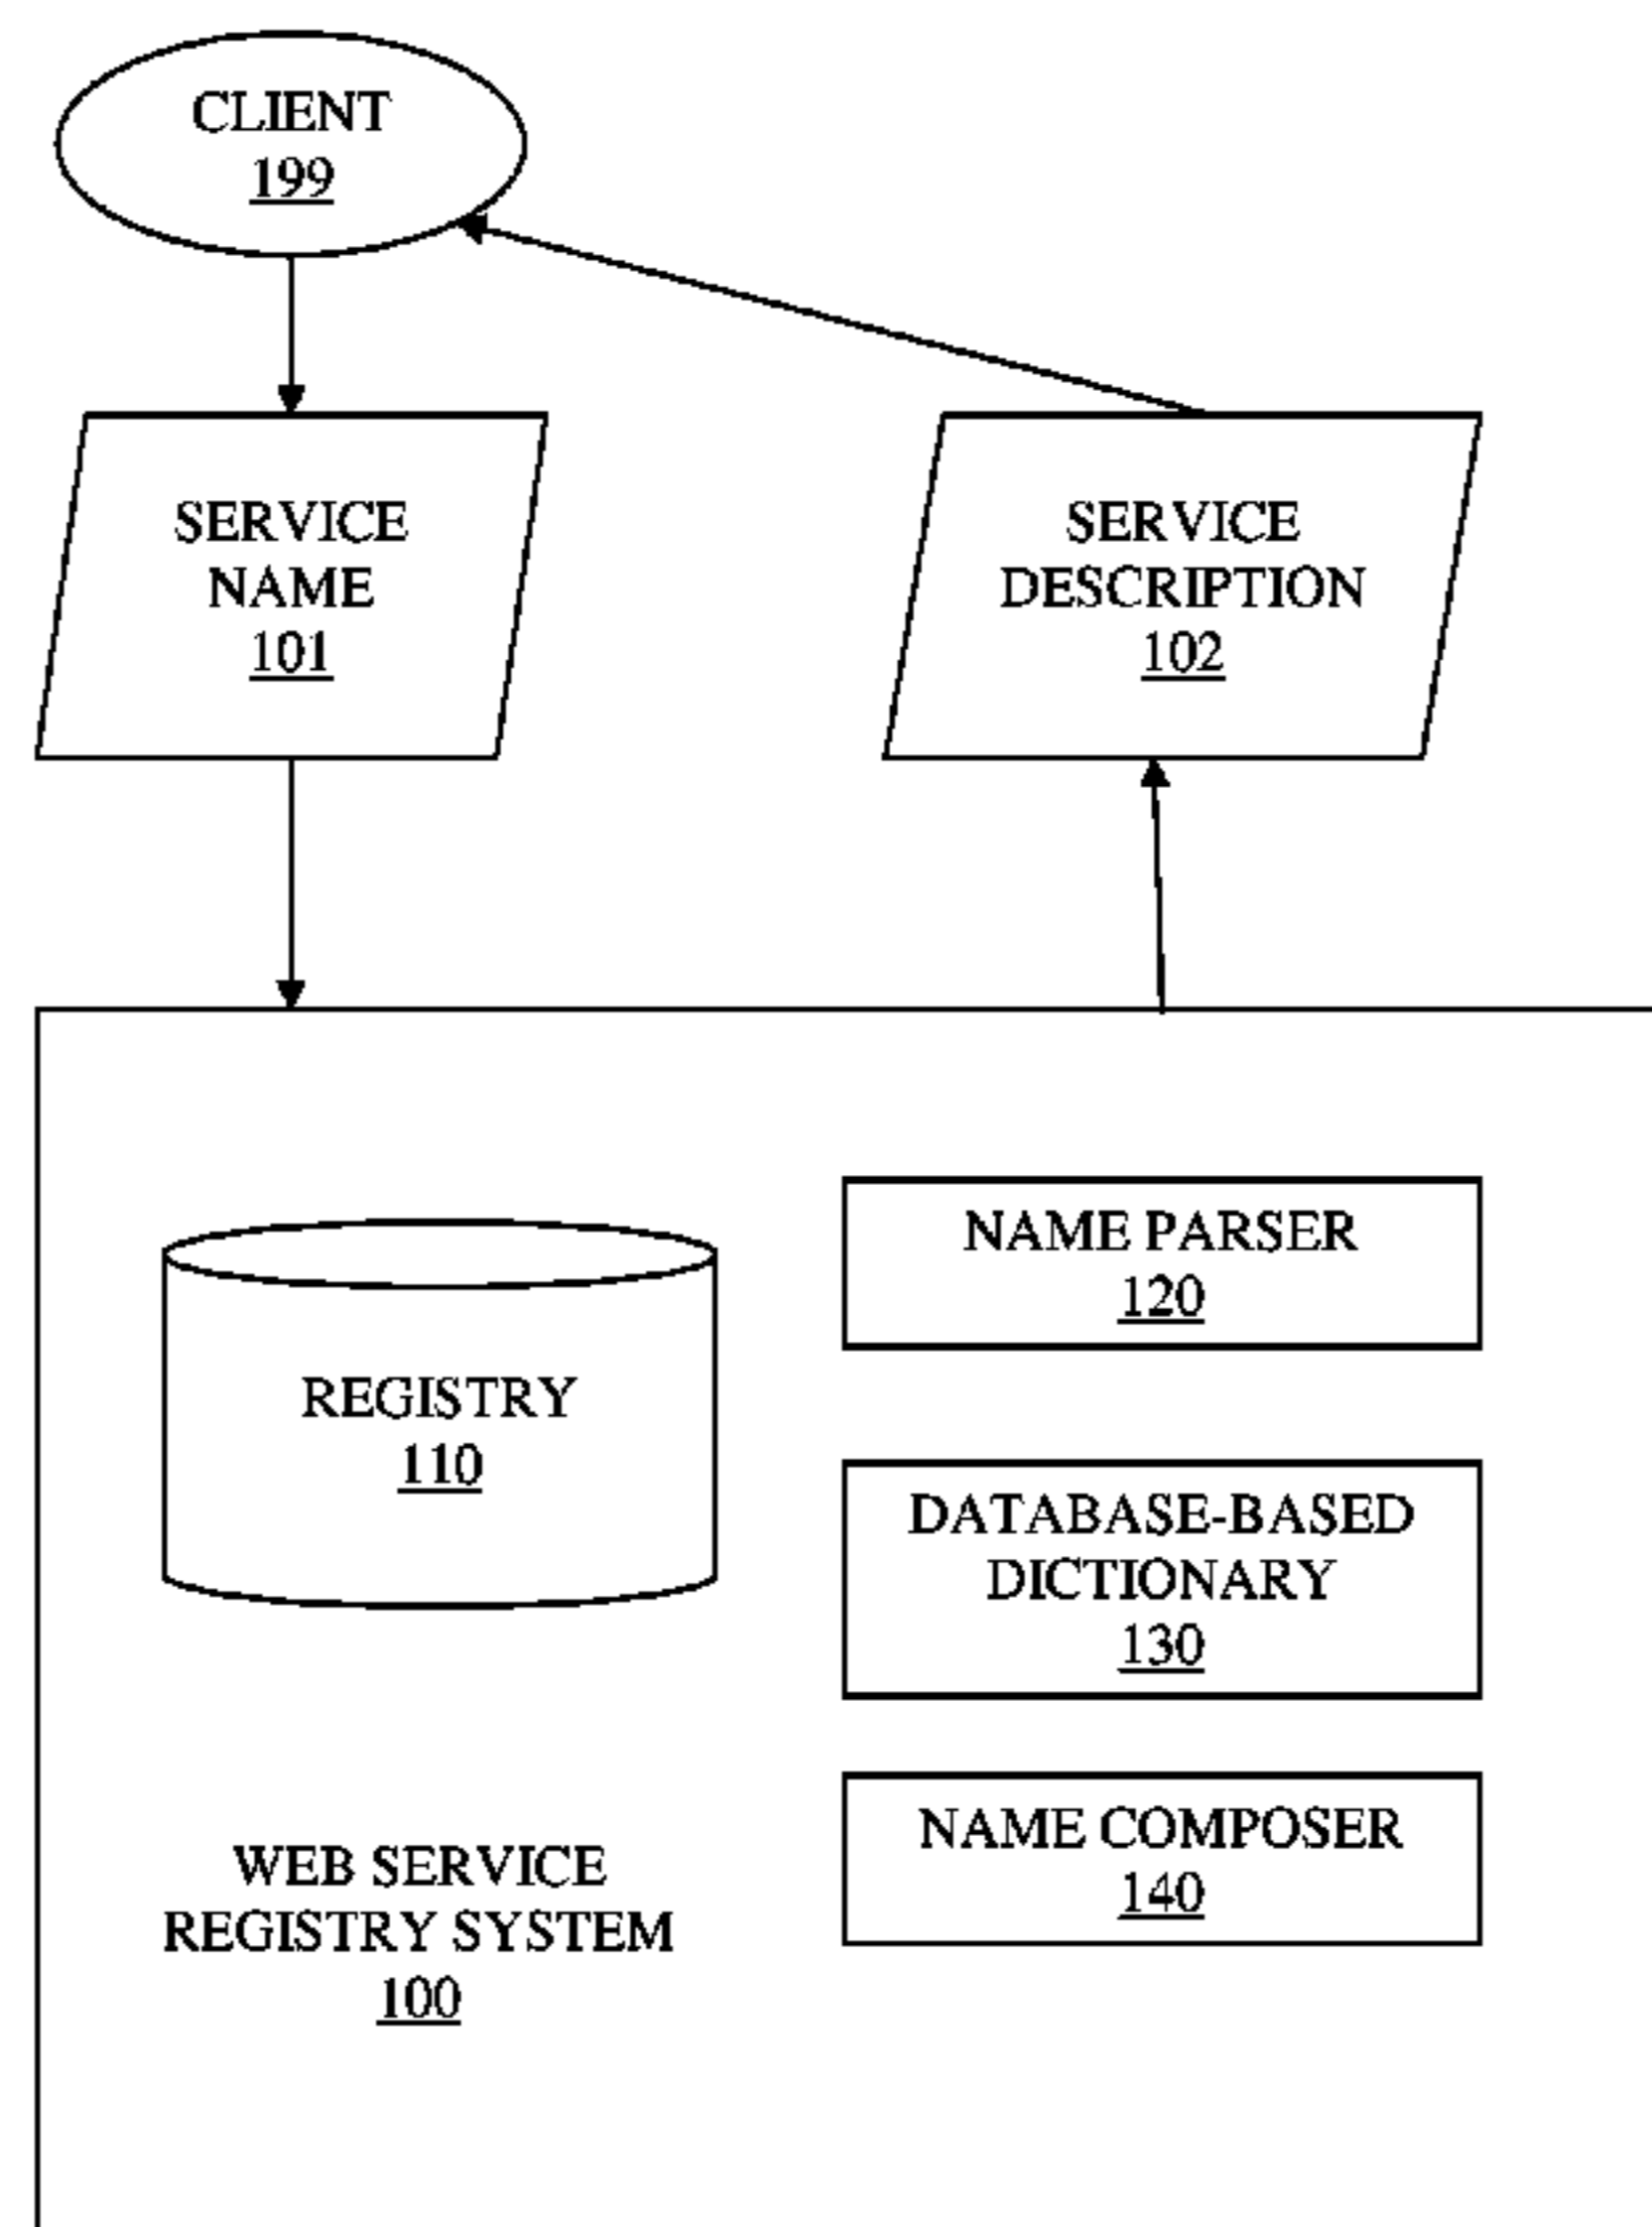 CLIENT
199
SERVICE
NAME
101
SERVICE
DESCRIPTION
102
NAME PARSER
120
REGISTRY
110
DATABASE-BASED
DICTIONARY
130
NAME COMPOSER
140
WEB SERVICE
REGISTRY SYSTEM
100